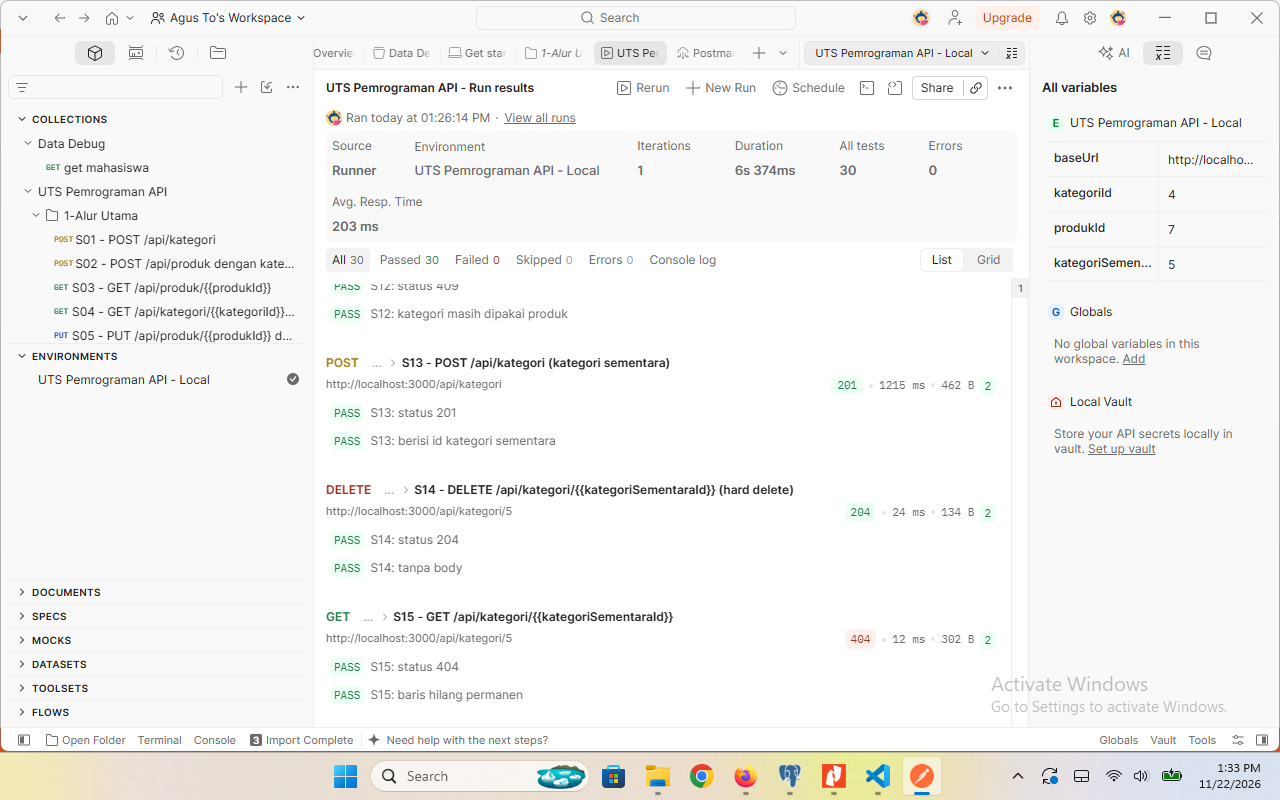 Agus To's Workspace
Search
Upgrade
Overvie
Data De
Get star
1-Alur U
UTS Per
Postma
UTS Pemrograman API - Local
AI
UTS Pemrograman API - Run results
Rerun
New Run
Schedule
Share
All variables
Ran today at 01:26:14 PM · View all runs
E UTS Pemrograman API - Local
COLLECTIONS
Data Debug
GET get mahasiswa
UTS Pemrograman API
1-Alur Utama
POST S01 - POST /api/kategori
POST S02 - POST /api/produk dengan kate...
GET S03 - GET /api/produk/{{produkId}}
GET S04 - GET /api/kategori/{{kategoriId}}...
PUT S05 - PUT /api/produk/{{produkId}} d...
ENVIRONMENTS
UTS Pemrograman API - Local
DOCUMENTS
SPECS
MOCKS
DATASETS
TOOLSETS
FLOWS
Source Environment Iterations Duration All tests Errors
Runner UTS Pemrograman API - Local 1 6s 374ms 30 0
Avg. Resp. Time
203 ms
All 30 Passed 30 Failed 0 Skipped 0 Errors 0 Console log List Grid
1
PASS S12: status 409
PASS S12: kategori masih dipakai produk
POST ... > S13 - POST /api/kategori (kategori sementara)
http://localhost:3000/api/kategori 201 1215 ms 462 B 2
PASS S13: status 201
PASS S13: berisi id kategori sementara
DELETE ... > S14 - DELETE /api/kategori/{{kategoriSementaraId}} (hard delete)
http://localhost:3000/api/kategori/5 204 24 ms 134 B 2
PASS S14: status 204
PASS S14: tanpa body
GET ... > S15 - GET /api/kategori/{{kategoriSementaraId}}
http://localhost:3000/api/kategori/5 404 12 ms 302 B 2
PASS S15: status 404
PASS S15: baris hilang permanen
baseUrl http://localho...
kategoriId 4
produkId 7
kategoriSemen... 5
G Globals
No global variables in this
workspace. Add
Local Vault
Store your API secrets locally in
vault. Set up vault
Activate Windows
Go to Settings to activate Windows.
Open Folder Terminal Console 3 Import Complete Need help with the next steps? Globals Vault Tools
Search
1:33 PM
11/22/2026